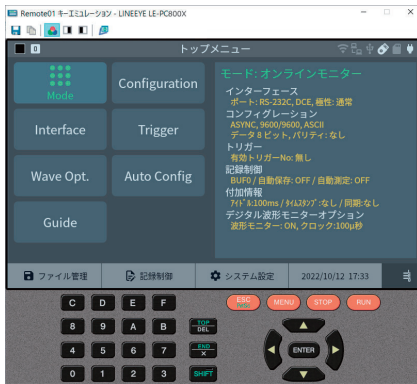 Remote01 キーエミュレーション - LINEEYE LE-PC800X
0
トップメニュー
Mode
Configuration
Interface
Trigger
Wave Opt.
Auto Config
Guide
モード: オンラインモニター
インターフェース
ポート: RS-232C, DCE, 極性: 通常
コンフィグレーション
ASYNC, 9600/9600, ASCII
データ 8 ビット, パリティ: なし
トリガー
有効トリガーNo: 無し
記録制御
BUF0 / 自動保存: OFF / 自動測定: OFF
付加情報
ｱｲﾄﾞﾙ:100ms / ﾀｲﾑｽﾀﾝﾌﾟ:なし / 同期:なし
デジタル波形モニターオプション
波形モニター: ON, クロック:100μ秒
ファイル管理
記録制御
システム設定
2022/10/12 17:33
C D E F
ESC MENU STOP RUN
8 9 A B TOP DEL
4 5 6 7 END X
ENTER
0 1 2 3 SHIFT